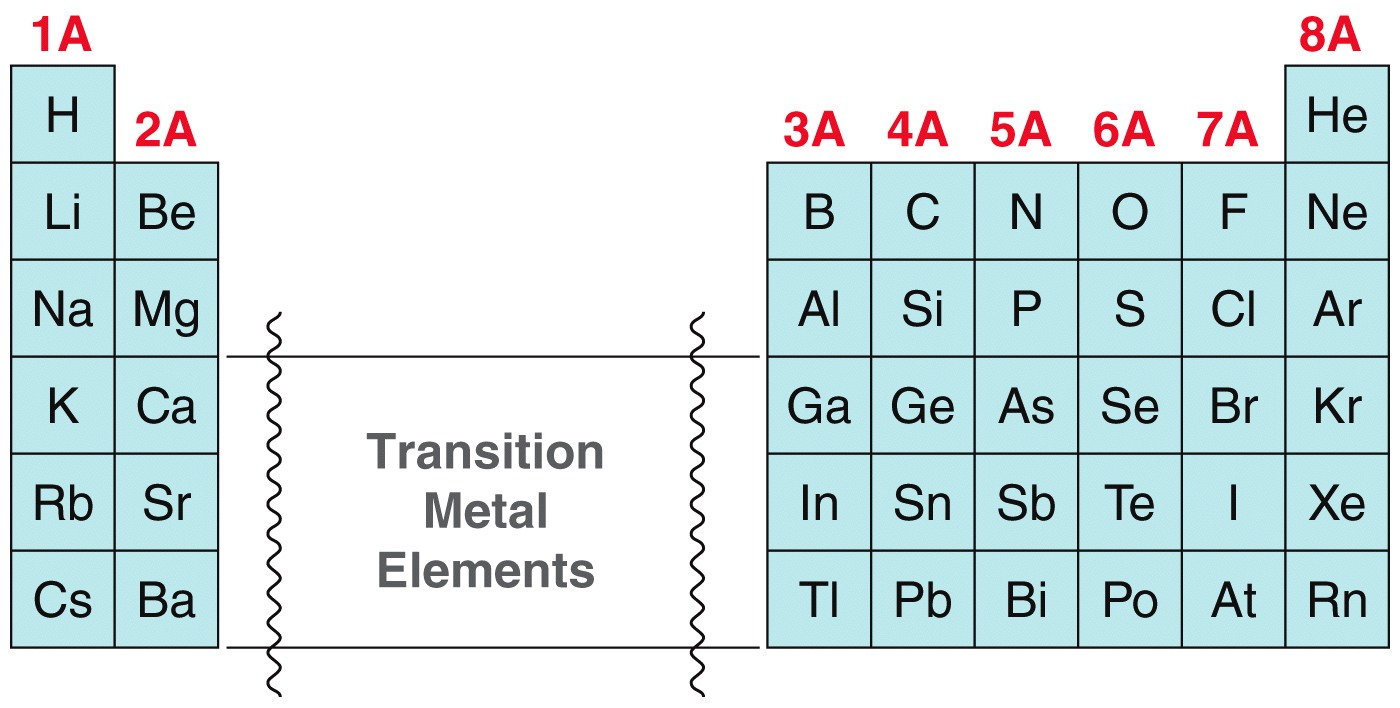 1A 8A
H He
2A 3A 4A 5A 6A 7A
Li Be B C N O F Ne
Na Mg Al Si P S Cl Ar
K Ca Ga Ge As Se Br Kr
Transition
Metal
Elements
Rb Sr In Sn Sb Te I Xe
Cs Ba Tl Pb Bi Po At Rn